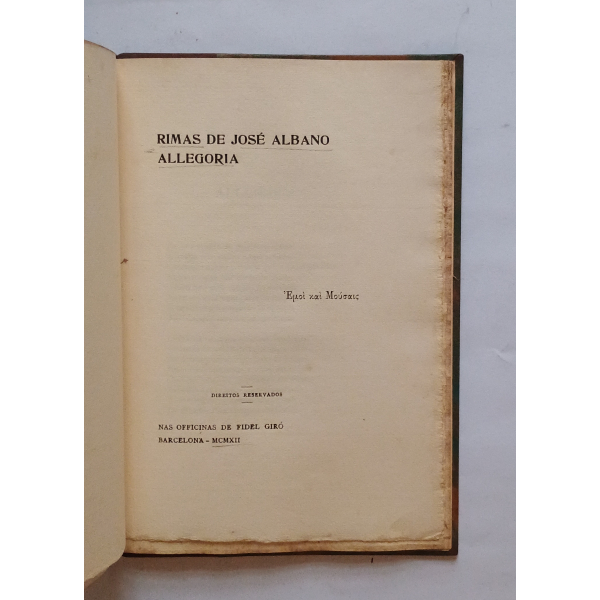 RIMAS DE JOSÉ ALBANO
ALLEGORIA
Ἐμοὶ καὶ Μούσαις
DIREITOS RESERVADOS
NAS OFFICINAS DE FIDEL GIRÓ
BARCELONA – MCMXII